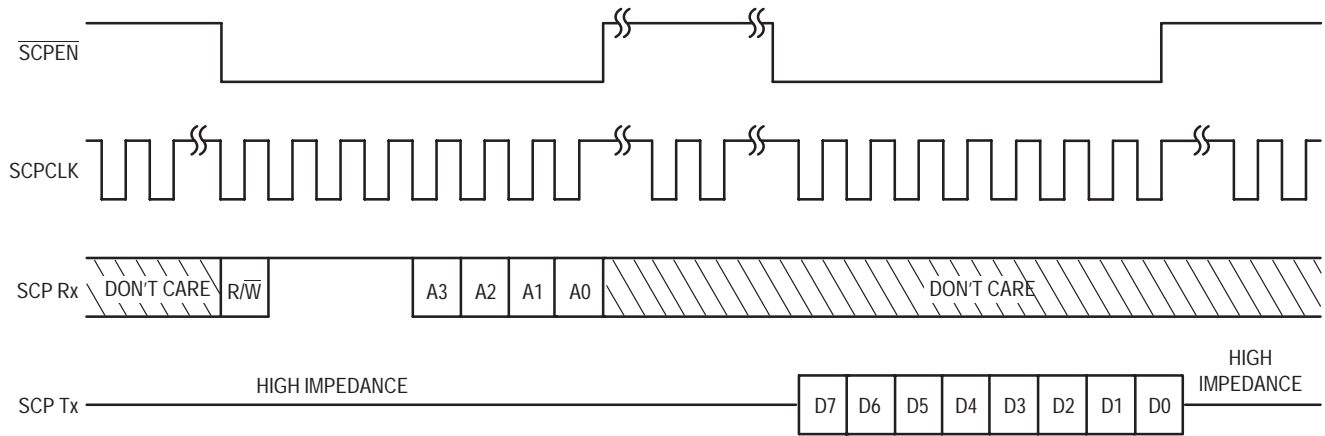 S̅C̅P̅E̅N̅
SCPCLK
SCP Rx
DON'T CARE
R/W̅
A3
A2
A1
A0
DON'T CARE
SCP Tx
HIGH IMPEDANCE
D7
D6
D5
D4
D3
D2
D1
D0
HIGH
IMPEDANCE